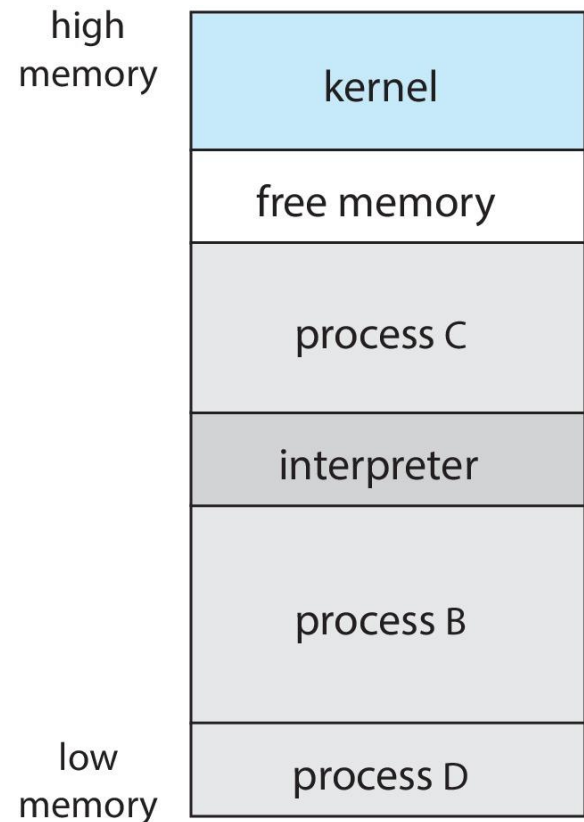 high
memory
kernel
free memory
process C
interpreter
process B
process D
low
memory